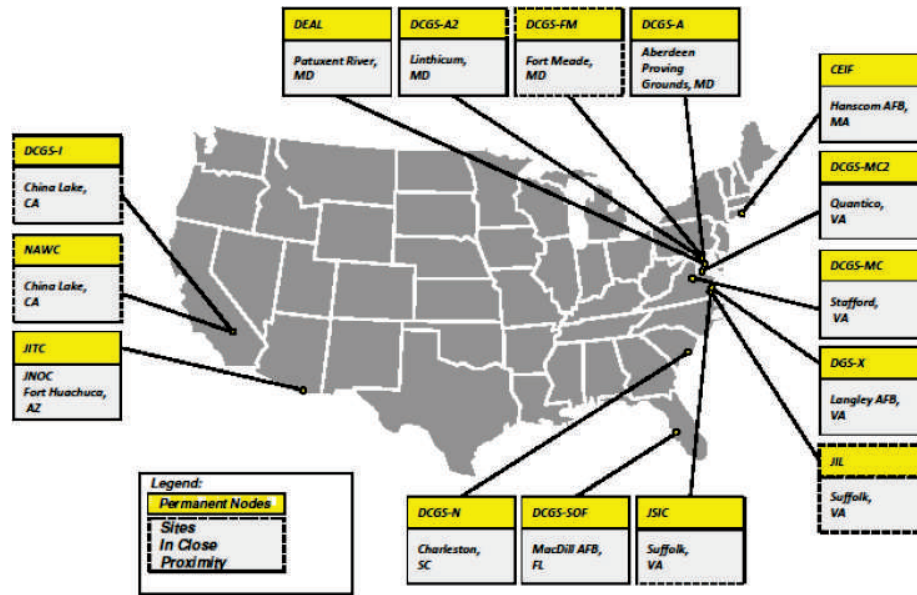 DEAL
Patuxent River,
MD
DCGS-A2
Linthicum,
MD
DCGS-FM
Fort Meade,
MD
DCGS-A
Aberdeen
Proving
Grounds, MD
CEIF
Hanscom AFB,
MA
DCGS-I
China Lake,
CA
DCGS-MC2
Quantico,
VA
NAWC
China Lake,
CA
DCGS-MC
Stafford,
VA
JITC
JNOC
Fort Huachuca,
AZ
DGS-X
Langley AFB,
VA
JIL
Suffolk,
VA
DCGS-N
Charleston,
SC
DCGS-SOF
MacDill AFB,
FL
JSIC
Suffolk,
VA
Legend:
Permanent Nodes
Sites
In Close
Proximity